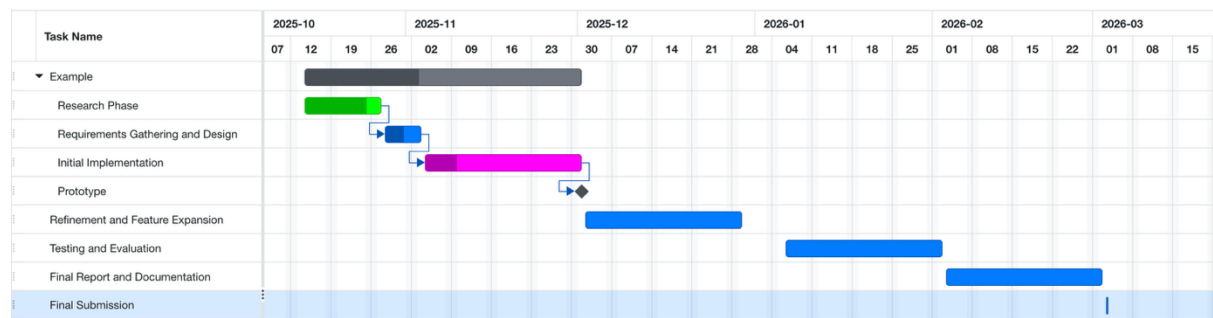 2025-10 2025-11 2025-12 2026-01 2026-02 2026-03
Task Name
07 12 19 26 02 09 16 23 30 07 14 21 28 04 11 18 25 01 08 15 22 01 08 15
Example
Research Phase
Requirements Gathering and Design
Initial Implementation
Prototype
Refinement and Feature Expansion
Testing and Evaluation
Final Report and Documentation
Final Submission